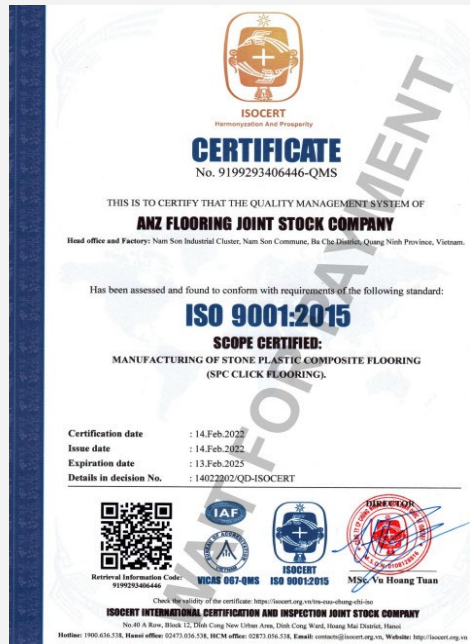 ISOCERT
Harmonyzation And Prosperity
CERTIFICATE
No. 9199293406446-QMS
THIS IS TO CERTIFY THAT THE QUALITY MANAGEMENT SYSTEM OF
ANZ FLOORING JOINT STOCK COMPANY
Head office and Factory: Nam Son Industrial Cluster, Nam Son Commune, Ba Che District, Quang Ninh Province, Vietnam.
Has been assessed and found to conform with requirements of the following standard:
ISO 9001:2015
SCOPE CERTIFIED:
MANUFACTURING OF STONE PLASTIC COMPOSITE FLOORING
(SPC CLICK FLOORING).
WAIT FOR PAYMENT
Certification date : 14.Feb.2022
Issue date : 14.Feb.2022
Expiration date : 13.Feb.2025
Details in decision No. : 14022202/QD-ISOCERT
IAF
DIRECTOR
ISOCERT
Retrieval Information Code:
9199293406446
VICAS 067-QMS
ISO 9001:2015
MSc. Vu Hoang Tuan
Check the validity of the certificate: https://isocert.org.vn/tra-cuu-chung-chi-iso
ISOCERT INTERNATIONAL CERTIFICATION AND INSPECTION JOINT STOCK COMPANY
No.40 A Row, Block 12, Dinh Cong New Urban Area, Dinh Cong Ward, Hoang Mai District, Hanoi
Hotline: 1900.636.538, Hanoi office: 02473.036.538, HCM office: 02873.056.538, Email: contacts@isocert.org.vn, Website: http://isocert.org.vn